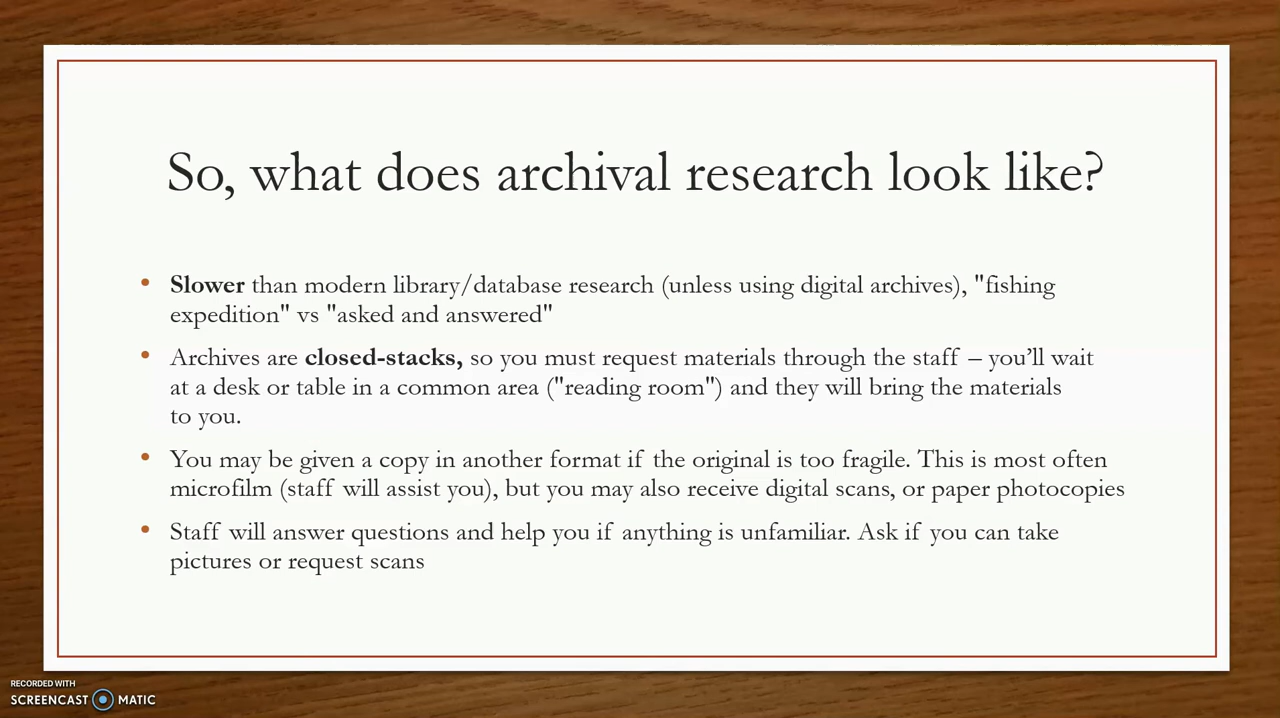 So, what does archival research look like?
• Slower than modern library/database research (unless using digital archives), "fishing
expedition" vs "asked and answered"
• Archives are closed-stacks, so you must request materials through the staff – you’ll wait
at a desk or table in a common area ("reading room") and they will bring the materials
to you.
• You may be given a copy in another format if the original is too fragile. This is most often
microfilm (staff will assist you), but you may also receive digital scans, or paper photocopies
• Staff will answer questions and help you if anything is unfamiliar. Ask if you can take
pictures or request scans
RECORDED WITH
SCREENCAST MATIC